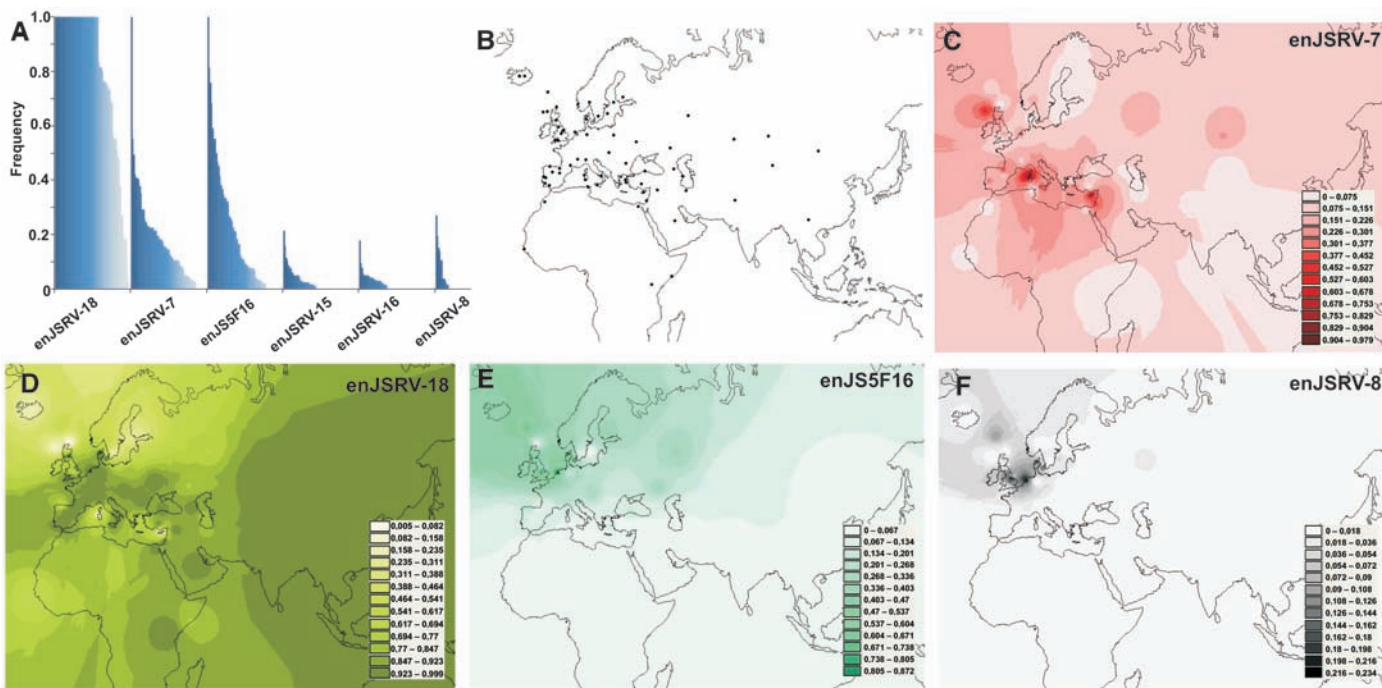 A
Frequency
1.0
0.8
0.6
0.4
0.2
0
enJSRV-18
enJSRV-7
enJS5F16
enJSRV-15
enJSRV-16
enJSRV-8
B
C
enJSRV-7
0 – 0,075
0,075 – 0,151
0,151 – 0,226
0,226 – 0,301
0,301 – 0,377
0,377 – 0,452
0,452 – 0,527
0,527 – 0,603
0,603 – 0,678
0,678 – 0,753
0,753 – 0,829
0,829 – 0,904
0,904 – 0,979
D
enJSRV-18
0,005 – 0,082
0,082 – 0,158
0,158 – 0,235
0,235 – 0,311
0,311 – 0,388
0,388 – 0,464
0,464 – 0,541
0,541 – 0,617
0,617 – 0,694
0,694 – 0,77
0,77 – 0,847
0,847 – 0,923
0,923 – 0,999
E
enJS5F16
0 – 0,067
0,067 – 0,134
0,134 – 0,201
0,201 – 0,268
0,268 – 0,336
0,336 – 0,403
0,403 – 0,47
0,47 – 0,537
0,537 – 0,604
0,604 – 0,671
0,671 – 0,738
0,738 – 0,805
0,805 – 0,872
F
enJSRV-8
0 – 0,018
0,018 – 0,036
0,036 – 0,054
0,054 – 0,072
0,072 – 0,09
0,09 – 0,108
0,108 – 0,126
0,126 – 0,144
0,144 – 0,162
0,162 – 0,18
0,18 – 0,198
0,198 – 0,216
0,216 – 0,234